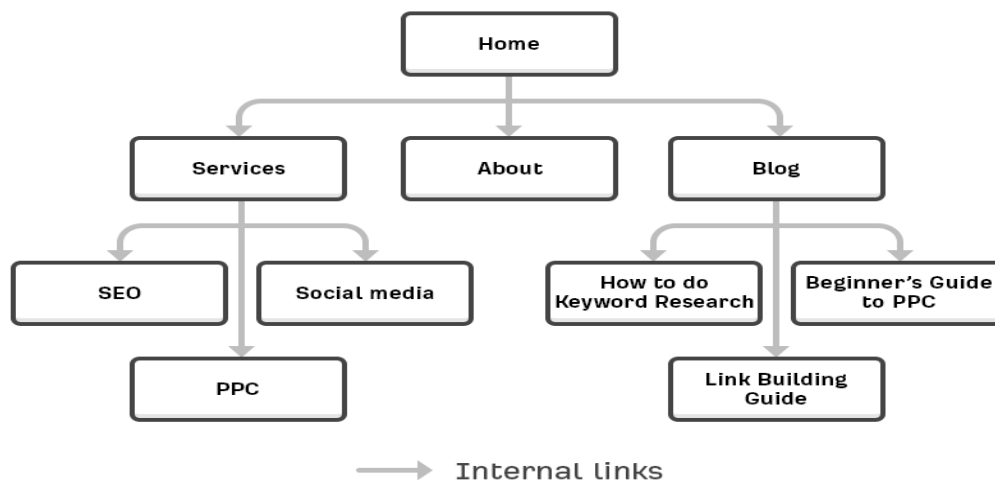 Home
Services
About
Blog
SEO
Social media
How to do
Keyword Research
Beginner's Guide
to PPC
PPC
Link Building
Guide
Internal links